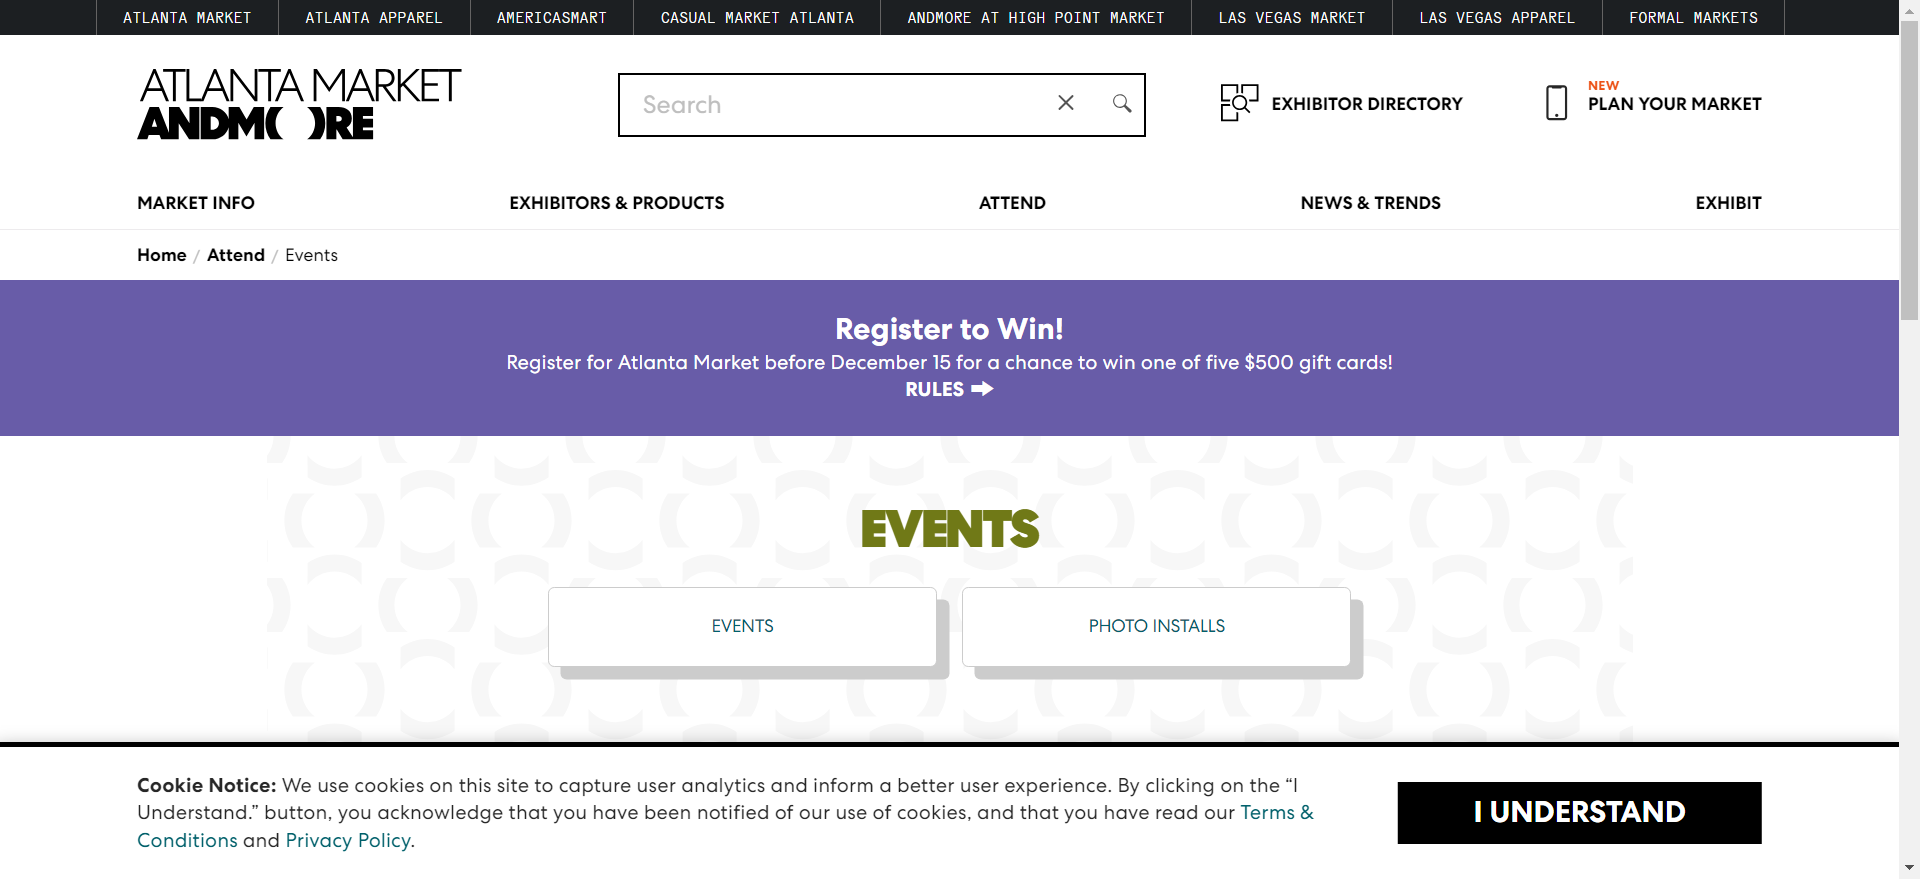 ATLANTA MARKET
ATLANTA APPAREL
AMERICASMART
CASUAL MARKET ATLANTA
ANDMORE AT HIGH POINT MARKET
LAS VEGAS MARKET
LAS VEGAS APPAREL
FORMAL MARKETS
ATLANTA MARKET
ANDMORE
Search
EXHIBITOR DIRECTORY
NEW
PLAN YOUR MARKET
MARKET INFO
EXHIBITORS & PRODUCTS
ATTEND
NEWS & TRENDS
EXHIBIT
Home / Attend / Events
Register to Win!
Register for Atlanta Market before December 15 for a chance to win one of five $500 gift cards!
RULES
EVENTS
EVENTS
PHOTO INSTALLS
Cookie Notice: We use cookies on this site to capture user analytics and inform a better user experience. By clicking on the “I
Understand.” button, you acknowledge that you have been notified of our use of cookies, and that you have read our Terms &
Conditions and Privacy Policy.
I UNDERSTAND